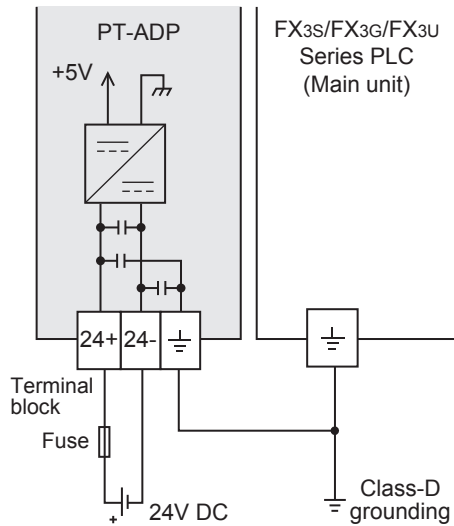 PT-ADP
+5V
FX3S/FX3G/FX3U
Series PLC
(Main unit)
24+
24-
Terminal
block
Fuse
+
24V DC
Class-D
grounding